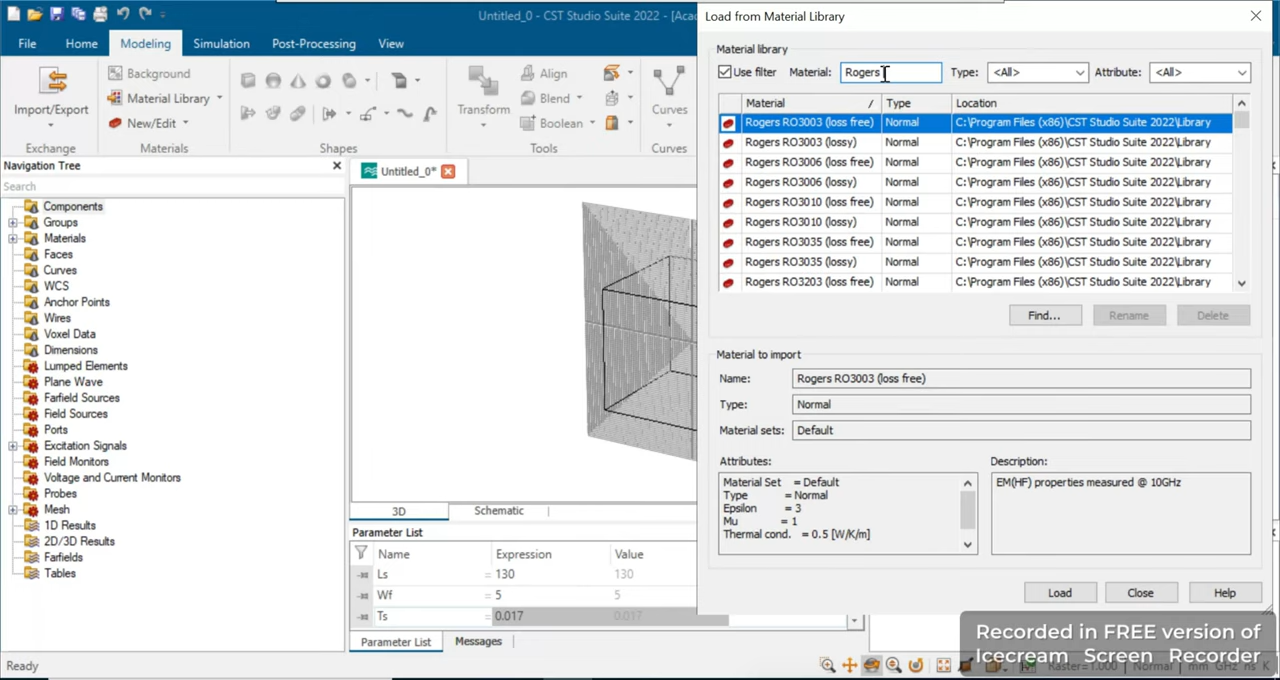 Untitled_0 - CST Studio Suite 2022 - [Aca
Load from Material Library
File Home Modeling Simulation Post-Processing View
Import/Export
Background
Material Library
New/Edit
Transform
Align
Blend
Boolean
Curves
Exchange Materials Shapes Tools Curves
Navigation Tree
Search
Components
Groups
Materials
Faces
Curves
WCS
Anchor Points
Wires
Voxel Data
Dimensions
Lumped Elements
Plane Wave
Farfield Sources
Field Sources
Ports
Excitation Signals
Field Monitors
Voltage and Current Monitors
Probes
Mesh
1D Results
2D/3D Results
Farfields
Tables
Untitled_0*
3D Schematic
Parameter List
Name Expression Value
Ls = 130 130
Wf = 5 5
Ts = 0.017 0.017
Parameter List Messages
Material library
Use filter Material: Rogers Type: <All> Attribute: <All>
Material / Type Location
Rogers RO3003 (loss free) Normal C:\Program Files (x86)\CST Studio Suite 2022\Library
Rogers RO3003 (lossy) Normal C:\Program Files (x86)\CST Studio Suite 2022\Library
Rogers RO3006 (loss free) Normal C:\Program Files (x86)\CST Studio Suite 2022\Library
Rogers RO3006 (lossy) Normal C:\Program Files (x86)\CST Studio Suite 2022\Library
Rogers RO3010 (loss free) Normal C:\Program Files (x86)\CST Studio Suite 2022\Library
Rogers RO3010 (lossy) Normal C:\Program Files (x86)\CST Studio Suite 2022\Library
Rogers RO3035 (loss free) Normal C:\Program Files (x86)\CST Studio Suite 2022\Library
Rogers RO3035 (lossy) Normal C:\Program Files (x86)\CST Studio Suite 2022\Library
Rogers RO3203 (loss free) Normal C:\Program Files (x86)\CST Studio Suite 2022\Library
Find... Rename Delete
Material to import
Name: Rogers RO3003 (loss free)
Type: Normal
Material sets: Default
Attributes:
Material Set = Default
Type = Normal
Epsilon = 3
Mu = 1
Thermal cond. = 0.5 [W/K/m]
Description:
EM(HF) properties measured @ 10GHz
Load Close Help
Recorded in FREE version of
Icecream Screen Recorder
Ready
Raster=1.000 Normal mm GHz ns K